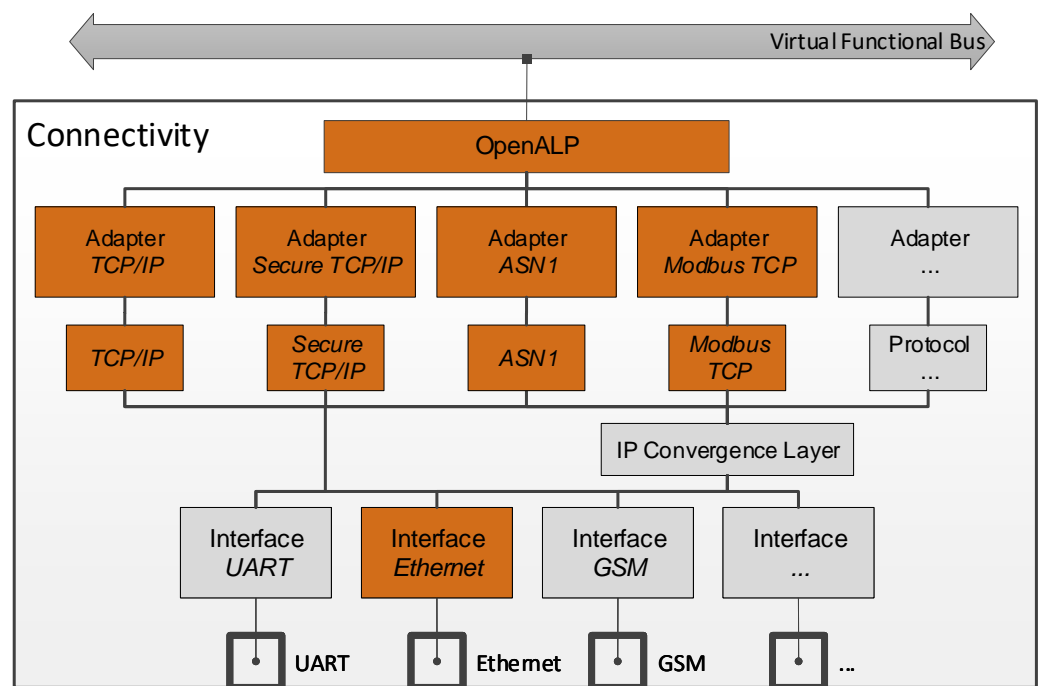 Virtual Functional Bus
Connectivity
OpenALP
Adapter
TCP/IP
Adapter
Secure TCP/IP
Adapter
ASN1
Adapter
Modbus TCP
Adapter
...
TCP/IP
Secure
TCP/IP
ASN1
Modbus
TCP
Protocol
...
IP Convergence Layer
Interface
UART
Interface
Ethernet
Interface
GSM
Interface
...
UART
Ethernet
GSM
...